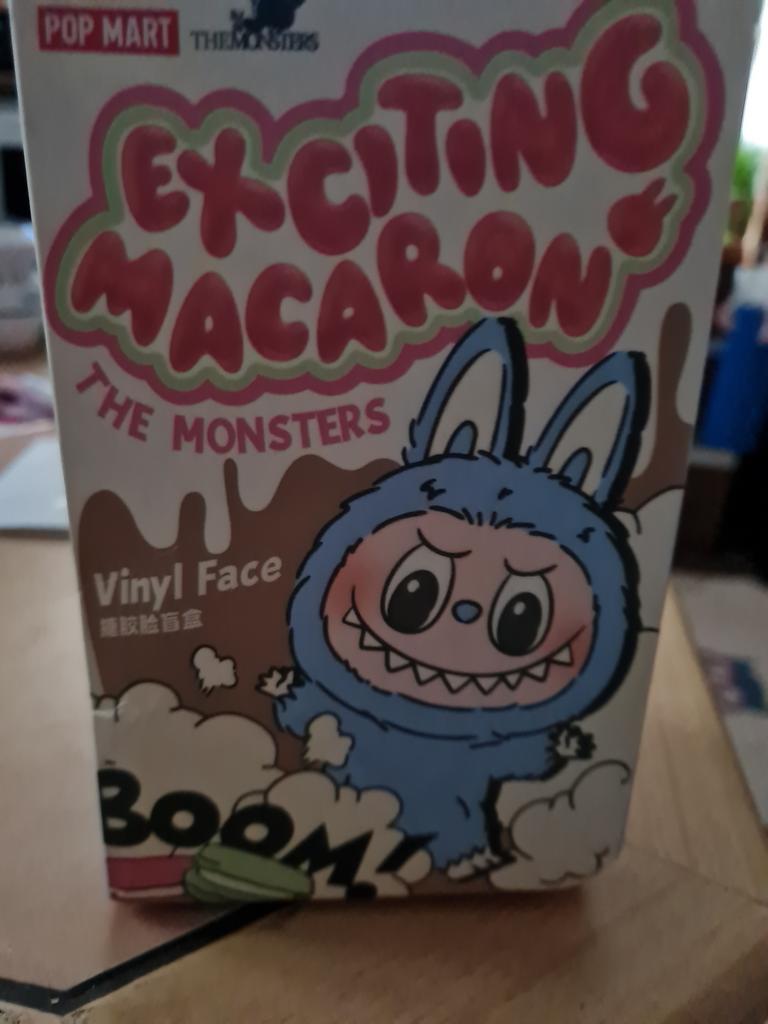 POP MART
THE MONSTERS
EXCITING
MACARON
THE MONSTERS
Vinyl Face
搪胶脸盲盒
BOOM!